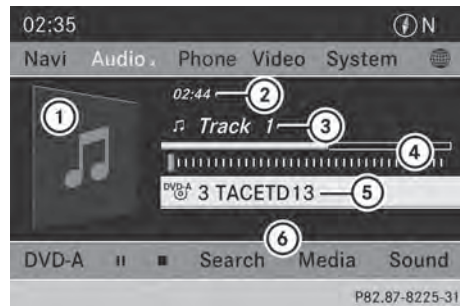 02:35 N
Navi Audio Phone Video System
1
02:44 2
Track 1 3
4
DVD-A 3 TACETD13 5
6
DVD-A Search Media Sound
P82.87-8225-31